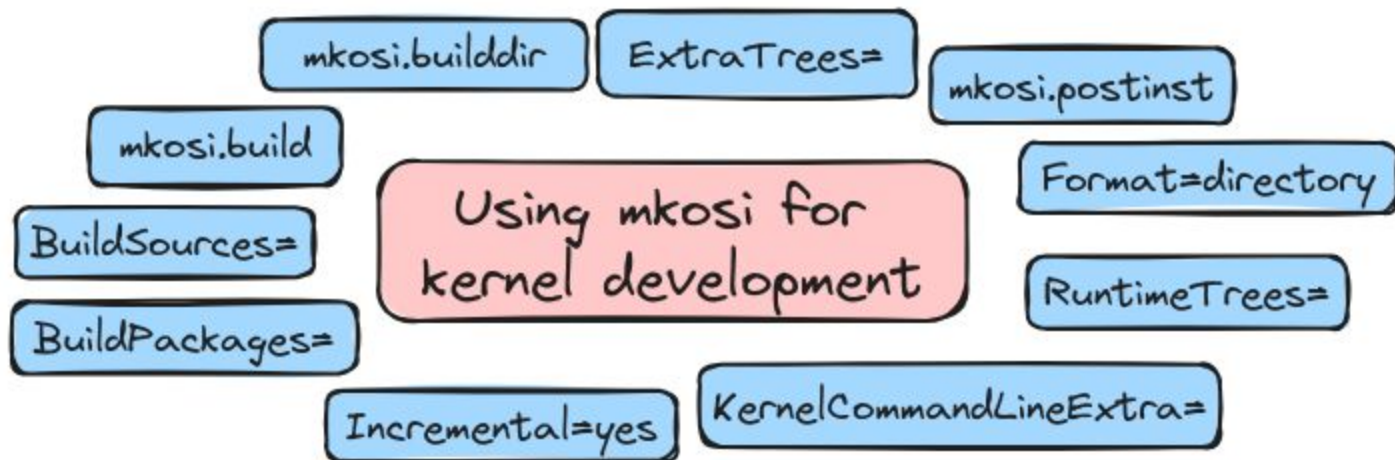 mkosi.builddir
ExtraTrees=
mkosi.postinst
mkosi.build
Format=directory
Using mkosi for
kernel development
BuildSources=
RuntimeTrees=
BuildPackages=
KernelCommandLineExtra=
Incremental=yes